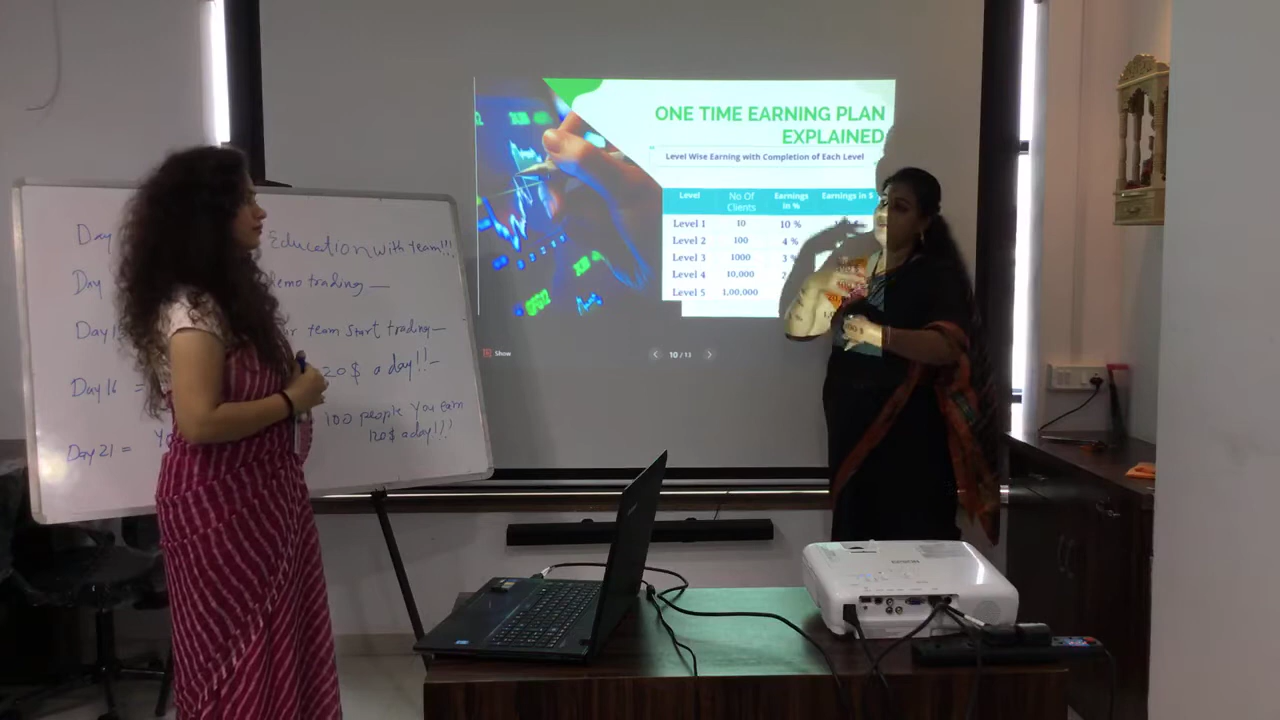 Day
Education with team!!!
Day
demo trading
Day 1
team start trading
Day 16 =
20$ a day!!
100 people You earn
120$ a day!!!
Day 21 =
ONE TIME EARNING PLAN
EXPLAINED
Level Wise Earning with Completion of Each Level
Level No Of Clients Earnings in % Earnings in $
Level 1 10 10 %
Level 2 100 4 %
Level 3 1000 3 %
Level 4 10,000 2
Level 5 1,00,000
Show
10 / 13
EPSON